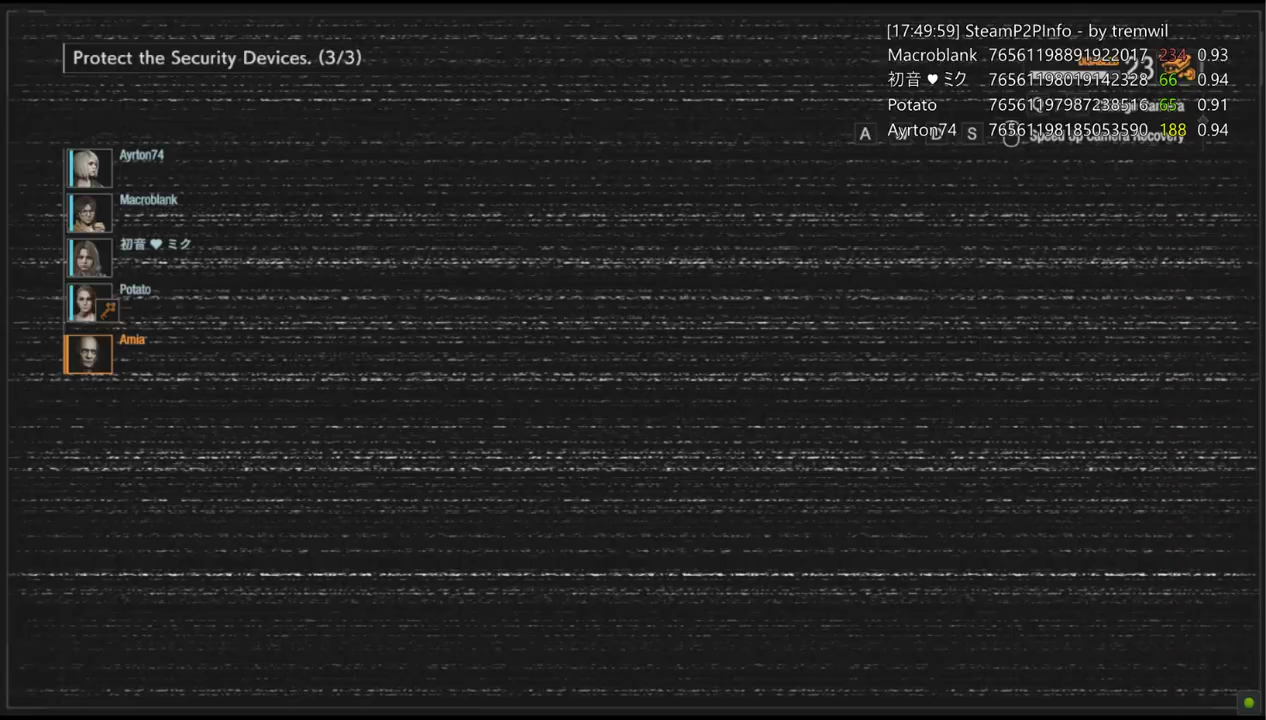 Protect the Security Devices. (3/3)
[17:49:59] SteamP2PInfo - by tremwil
Macroblank 76561198891922017 234 0.93
23
初音 ♥ ミク 76561198019142328 66 0.94
Potato 76561197987238516 65 0.91
Ayrton74 76561198185053590 188 0.94
A D S
Speed Up Camera Recovery
Ayrton74
Macroblank
初音 ♥ ミク
Potato
Amia